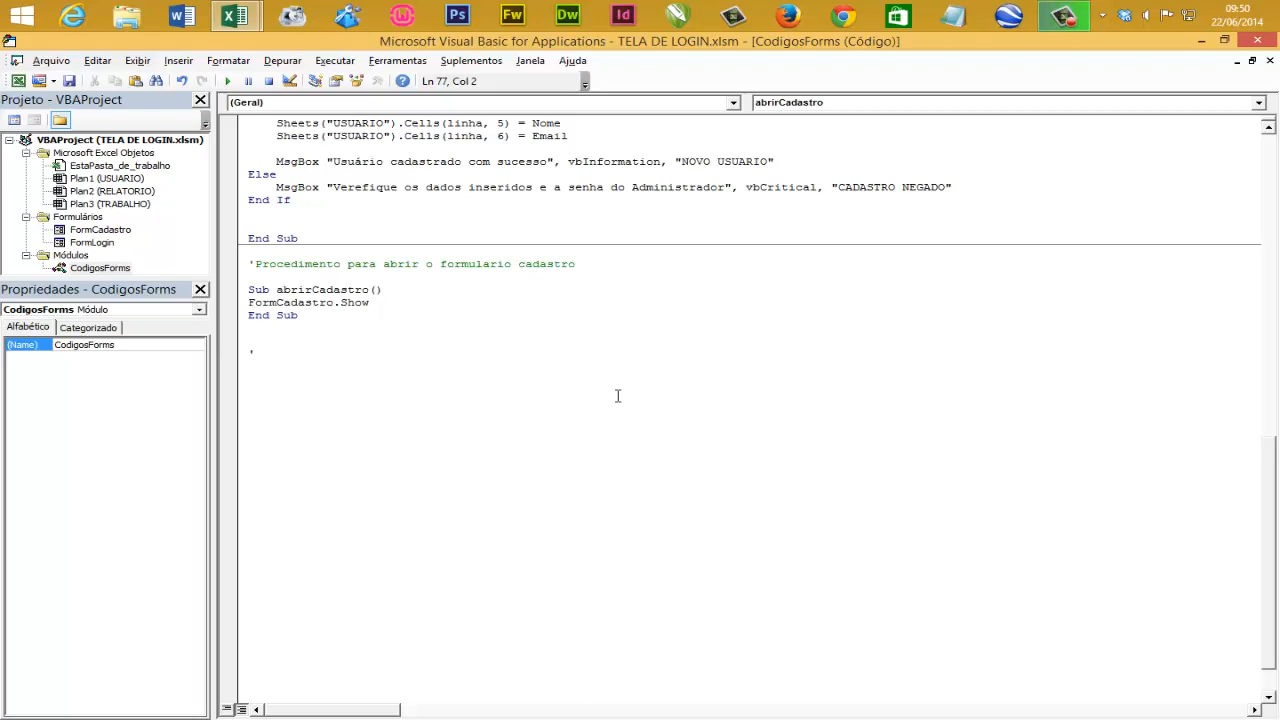 09:50
22/06/2014
Ps
Fw
Dw
Id
Microsoft Visual Basic for Applications - TELA DE LOGIN.xlsm - [CodigosForms (Código)]
Arquivo Editar Exibir Inserir Formatar Depurar Executar Ferramentas Suplementos Janela Ajuda
Ln 77, Col 2
Projeto - VBAProject
(Geral)
abrirCadastro
VBAProject (TELA DE LOGIN.xlsm)
Microsoft Excel Objetos
EstaPasta_de_trabalho
Plan1 (USUARIO)
Plan2 (RELATORIO)
Plan3 (TRABALHO)
Formulários
FormCadastro
FormLogin
Módulos
CodigosForms
Propriedades - CodigosForms
CodigosForms Módulo
Alfabético Categorizado
(Name) CodigosForms
Sheets("USUARIO").Cells(linha, 5) = Nome
Sheets("USUARIO").Cells(linha, 6) = Email
MsgBox "Usuário cadastrado com sucesso", vbInformation, "NOVO USUARIO"
Else
MsgBox "Verefique os dados inseridos e a senha do Administrador", vbCritical, "CADASTRO NEGADO"
End If
End Sub
'Procedimento para abrir o formulario cadastro
Sub abrirCadastro()
FormCadastro.Show
End Sub
'